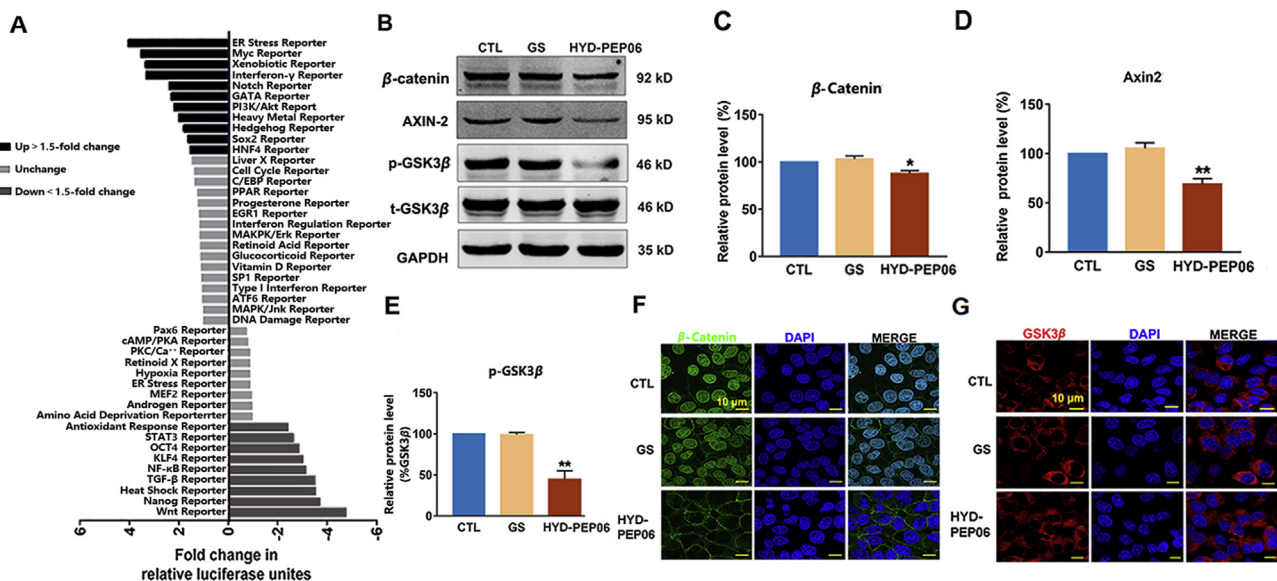 A
ER Stress Reporter
Myc Reporter
Xenobiotic Reporter
Interferon-γ Reporter
Notch Reporter
GATA Reporter
PI3K/Akt Report
Heavy Metal Reporter
Hedgehog Reporter
Sox2 Reporter
HNF4 Reporter
Liver X Reporter
Cell Cycle Reporter
C/EBP Reporter
PPAR Reporter
Progesterone Reporter
EGR1 Reporter
Interferon Regulation Reporter
MAKPK/Erk Reporter
Retinoid Acid Reporter
Glucocorticoid Reporter
Vitamin D Reporter
SP1 Reporter
Type I Interferon Reporter
ATF6 Reporter
MAPK/Jnk Reporter
DNA Damage Reporter
Pax6 Reporter
cAMP/PKA Reporter
PKC/Ca⁺⁺ Reporter
Retinoid X Reporter
Hypoxia Reporter
ER Stress Reporter
MEF2 Reporter
Androgen Reporter
Amino Acid Deprivation Reporterrter
Antioxidant Response Reporter
STAT3 Reporter
OCT4 Reporter
KLF4 Reporter
NF-κB Reporter
TGF-β Reporter
Heat Shock Reporter
Nanog Reporter
Wnt Reporter
Up > 1.5-fold change
Unchange
Down < 1.5-fold change
6 4 2 0 -2 -4 -6
Fold change in
relative luciferase unites
B
CTL GS HYD-PEP06
β-catenin 92 kD
AXIN-2 95 kD
p-GSK3β 46 kD
t-GSK3β 46 kD
GAPDH 35 kD
C
β-Catenin
Relative protein level (%)
150
100
50
0
*
CTL GS HYD-PEP06
D
Axin2
Relative protein level (%)
150
100
50
0
**
CTL GS HYD-PEP06
E
p-GSK3β
Relative protein level
(%GSK3β)
150
100
50
0
**
CTL GS HYD-PEP06
F
β-Catenin DAPI MERGE
CTL
10 μm
GS
HYD-
PEP06
G
GSK3β DAPI MERGE
CTL
10 μm
GS
HYD-
PEP06